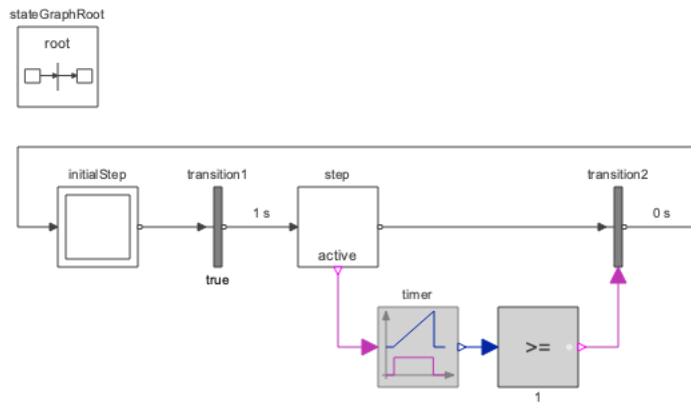 stateGraphRoot
root
initialStep
transition1
step
transition2
1 s
0 s
active
true
timer
>=
1